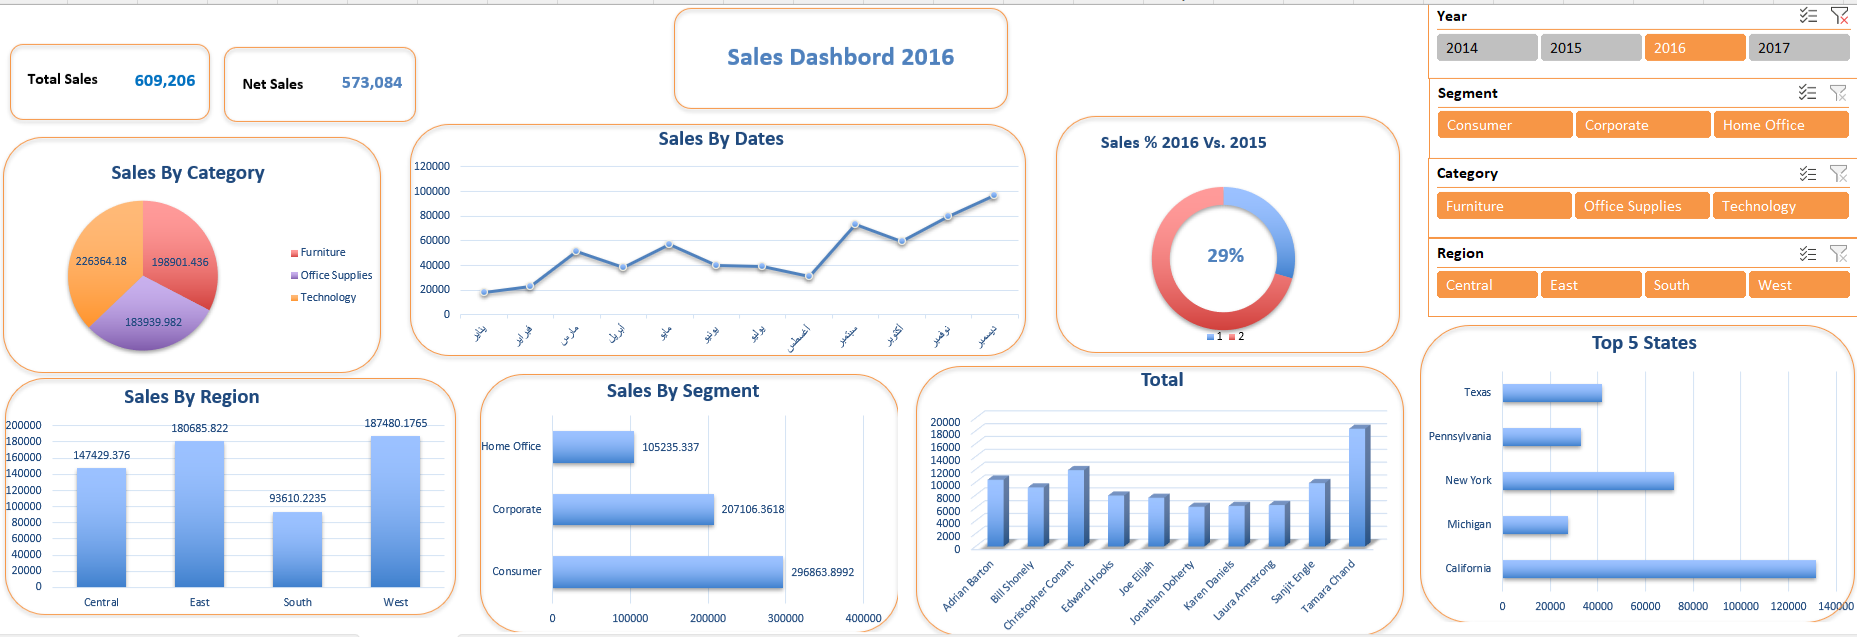 Sales Dashbord 2016
Total Sales 609,206
Net Sales 573,084
Year
2014 2015 2016 2017
Segment
Consumer Corporate Home Office
Category
Furniture Office Supplies Technology
Region
Central East South West
Sales By Category
226364.18
198901.436
183939.982
Furniture
Office Supplies
Technology
Sales By Dates
120000
100000
80000
60000
40000
20000
0
يناير فبراير مارس أبريل مايو يونيو يوليو أغسطس سبتمبر أكتوبر نوفمبر ديسمبر
Sales % 2016 Vs. 2015
29%
1 2
Sales By Region
200000
180000
160000
140000
120000
100000
80000
60000
40000
20000
0
147429.376
180685.822
93610.2235
187480.1765
Central East South West
Sales By Segment
Home Office 105235.337
Corporate 207106.3618
Consumer 296863.8992
0 100000 200000 300000 400000
Total
20000
18000
16000
14000
12000
10000
8000
6000
4000
2000
0
Adrian Barton
Bill Shonely
Christopher Conant
Edward Hooks
Joe Elijah
Jonathan Doherty
Karen Daniels
Laura Armstrong
Sanjit Engle
Tamara Chand
Top 5 States
Texas
Pennsylvania
New York
Michigan
California
0 20000 40000 60000 80000 100000 120000 140000